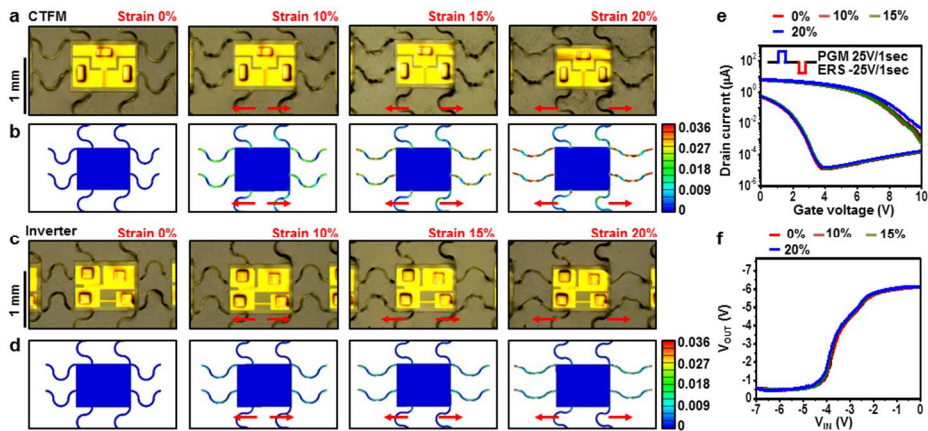 a CTFM Strain 0% Strain 10% Strain 15% Strain 20%
1 mm
b
0.036
0.027
0.018
0.009
0
c Inverter Strain 0% Strain 10% Strain 15% Strain 20%
1 mm
d
0.036
0.027
0.018
0.009
0
e
0% 10% 15%
20%
PGM 25V/1sec
ERS -25V/1sec
Drain current (µA)
10²
10⁰
10⁻²
10⁻⁴
10⁻⁶
0 2 4 6 8 10
Gate voltage (V)
f
0% 10% 15%
20%
V_OUT (V)
-7
-6
-5
-4
-3
-2
-1
0
-7 -6 -5 -4 -3 -2 -1 0
V_IN (V)